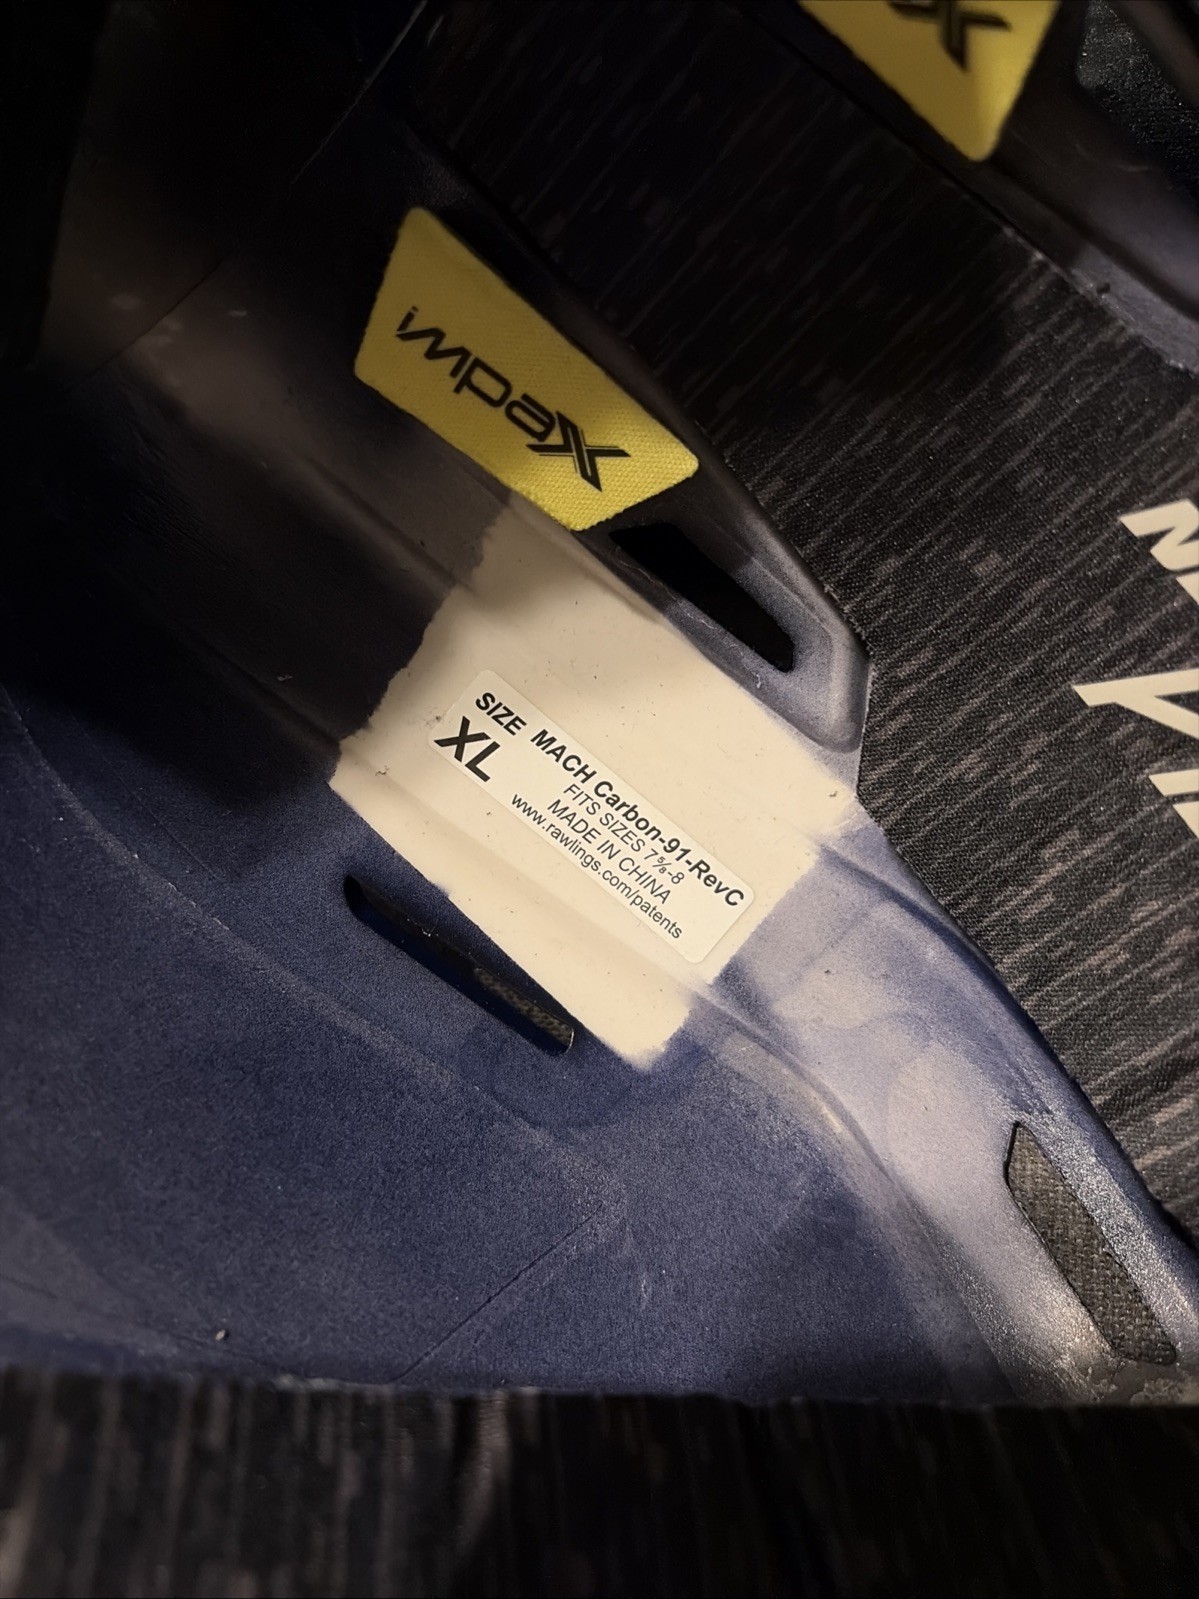 impax
SIZE
XL
MACH Carbon-91-RevC
FITS SIZES 7⅝-8
MADE IN CHINA
www.rawlings.com/patents